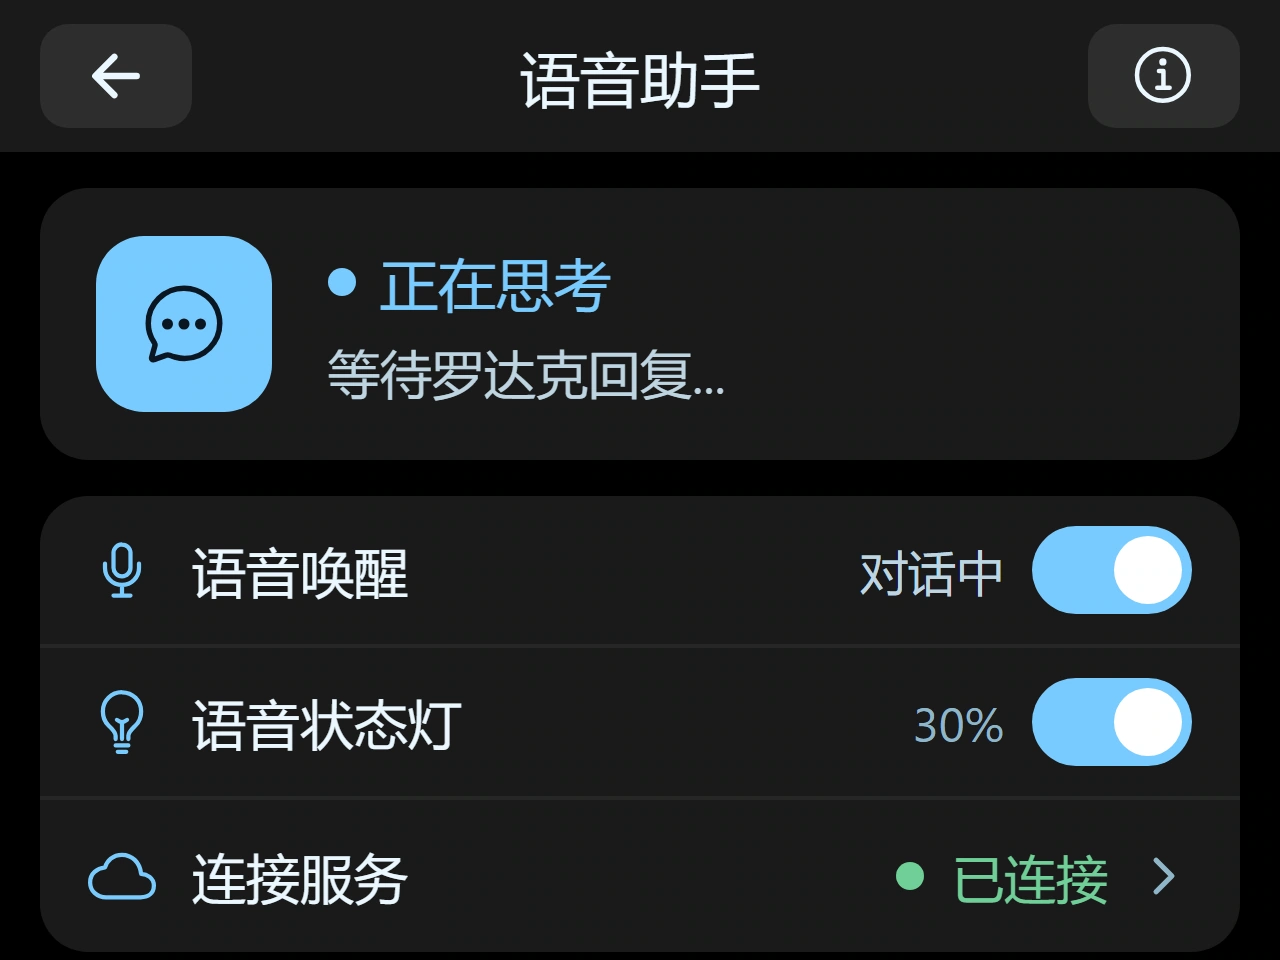 语音助手
正在思考
等待罗达克回复...
语音唤醒
对话中
语音状态灯
30%
连接服务
已连接